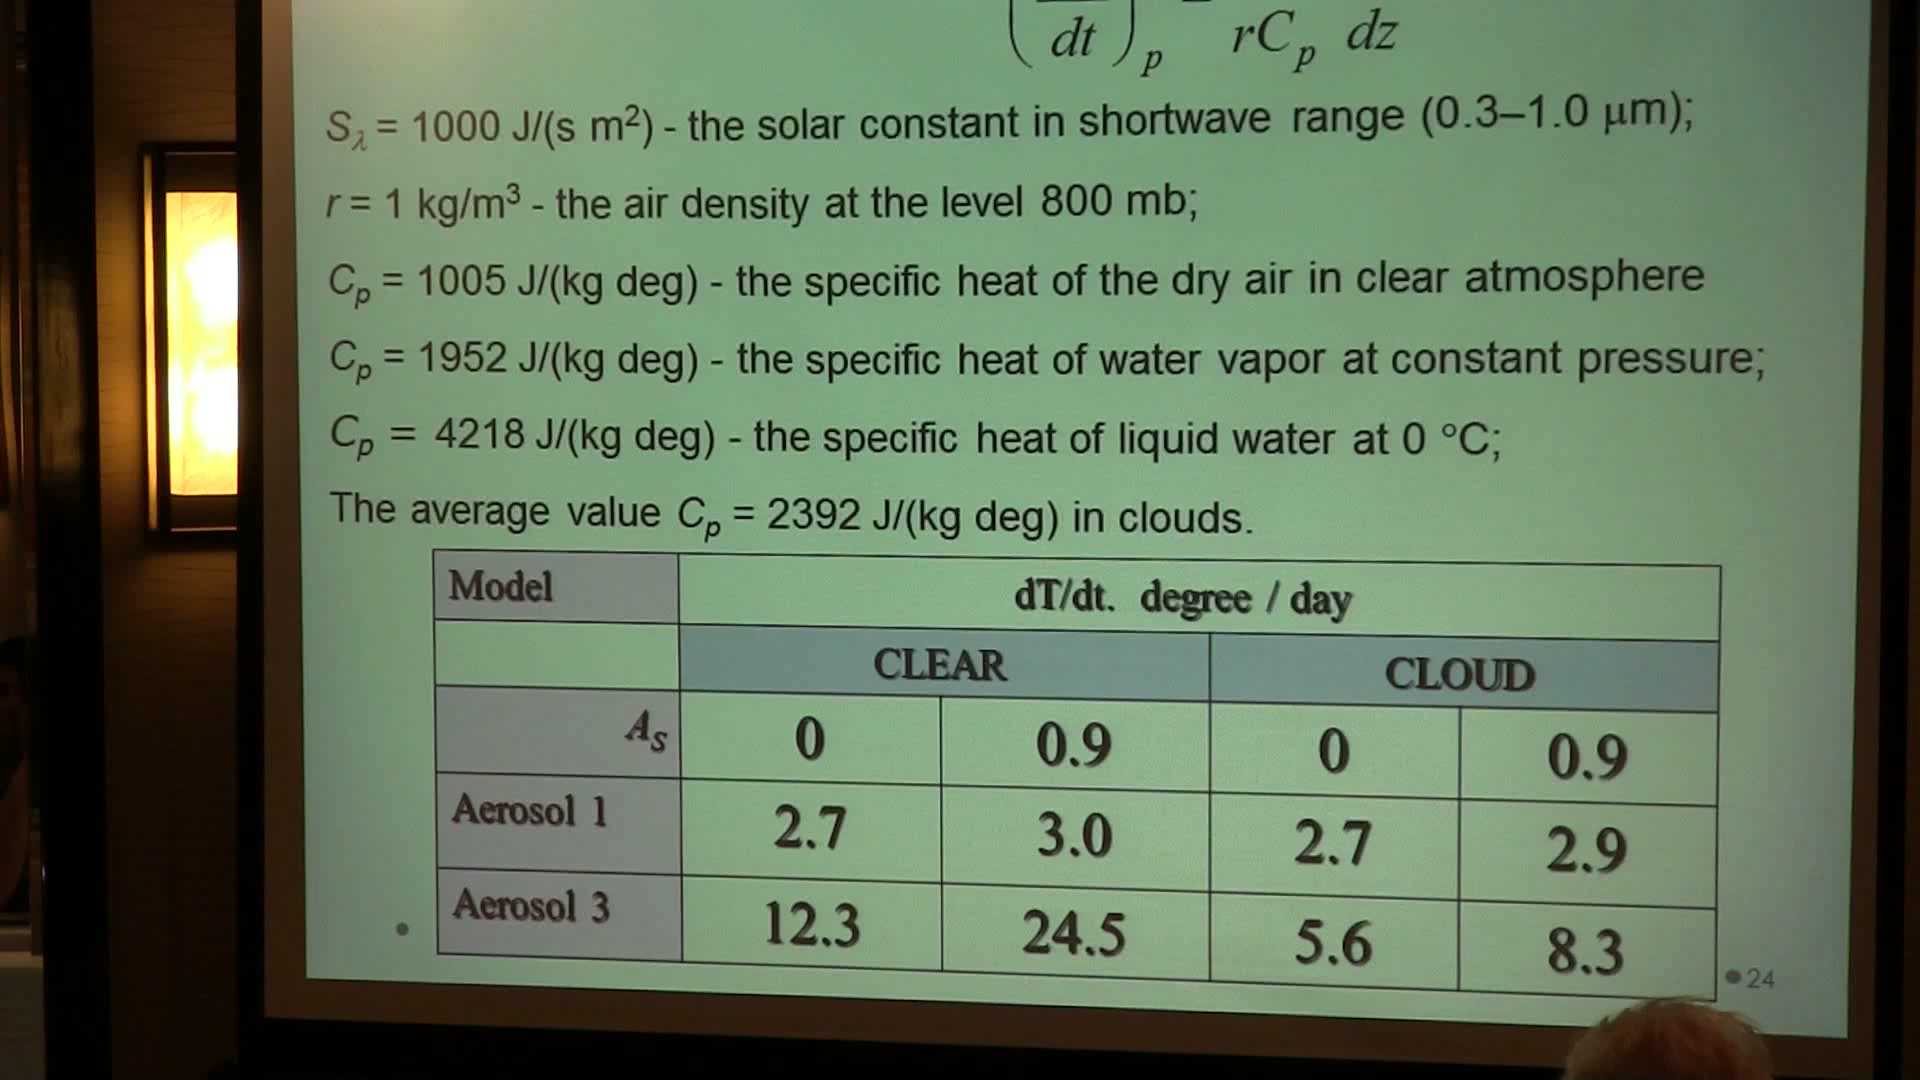 ( dt )p rCp dz
Sλ = 1000 J/(s m²) - the solar constant in shortwave range (0.3–1.0 μm);
r = 1 kg/m³ - the air density at the level 800 mb;
Cp = 1005 J/(kg deg) - the specific heat of the dry air in clear atmosphere
Cp = 1952 J/(kg deg) - the specific heat of water vapor at constant pressure;
Cp = 4218 J/(kg deg) - the specific heat of liquid water at 0 °C;
The average value Cp = 2392 J/(kg deg) in clouds.
Model dT/dt. degree / day
CLEAR CLOUD
As 0 0.9 0 0.9
Aerosol 1 2.7 3.0 2.7 2.9
Aerosol 3 12.3 24.5 5.6 8.3
24